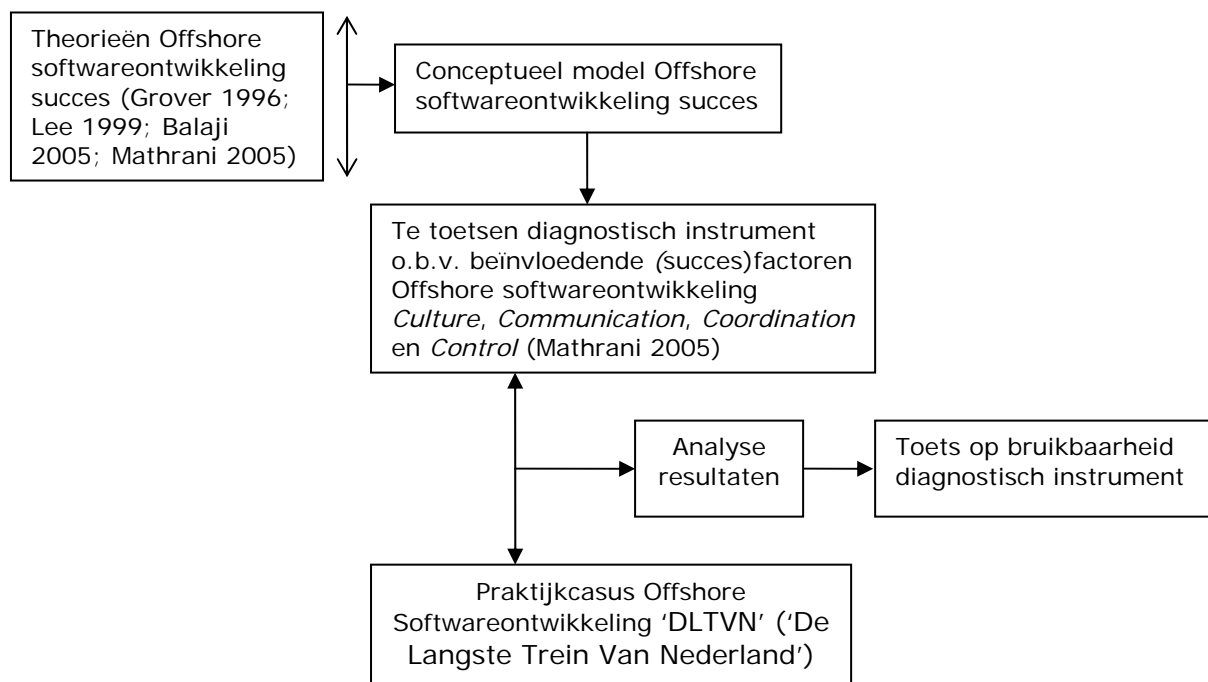 Theorieën Offshore
softwareontwikkeling
succes (Grover 1996;
Lee 1999; Balaji
2005; Mathrani 2005)
Conceptueel model Offshore
softwareontwikkeling succes
Te toetsen diagnostisch instrument
o.b.v. beïnvloedende (succes)factoren
Offshore softwareontwikkeling
Culture, Communication, Coordination
en Control (Mathrani 2005)
Analyse
resultaten
Toets op bruikbaarheid
diagnostisch instrument
Praktijkcasus Offshore
Softwareontwikkeling ‘DLTVN’ (‘De
Langste Trein Van Nederland’)